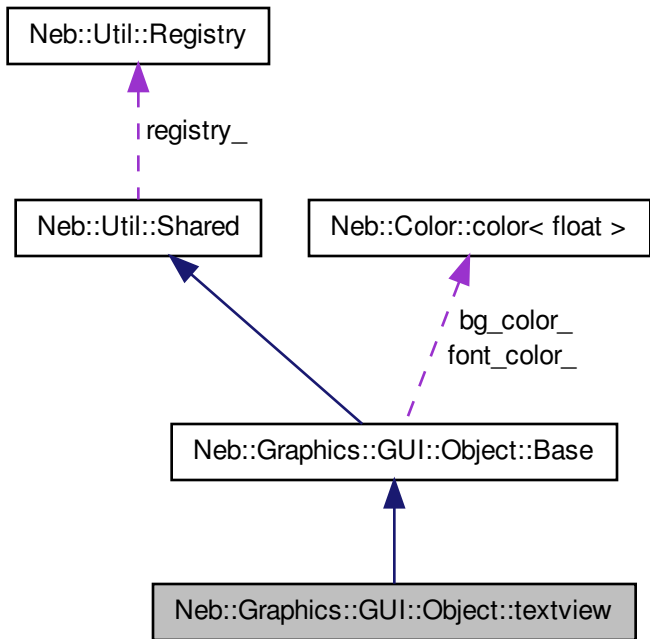 Neb::Util::Registry
registry_
Neb::Util::Shared
Neb::Color::color< float >
bg_color_
font_color_
Neb::Graphics::GUI::Object::Base
Neb::Graphics::GUI::Object::textview